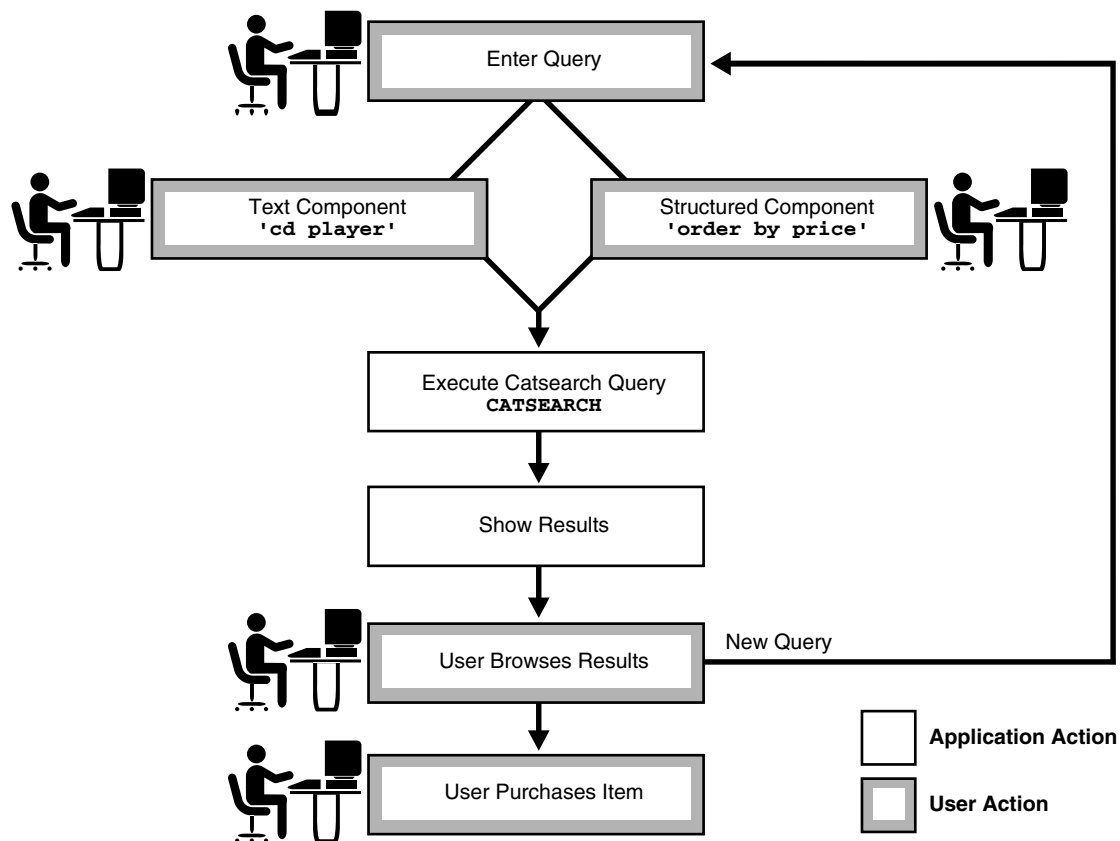 Enter Query
Text Component
'cd player'
Structured Component
'order by price'
Execute Catsearch Query
CATSEARCH
Show Results
User Browses Results
New Query
User Purchases Item
Application Action
User Action